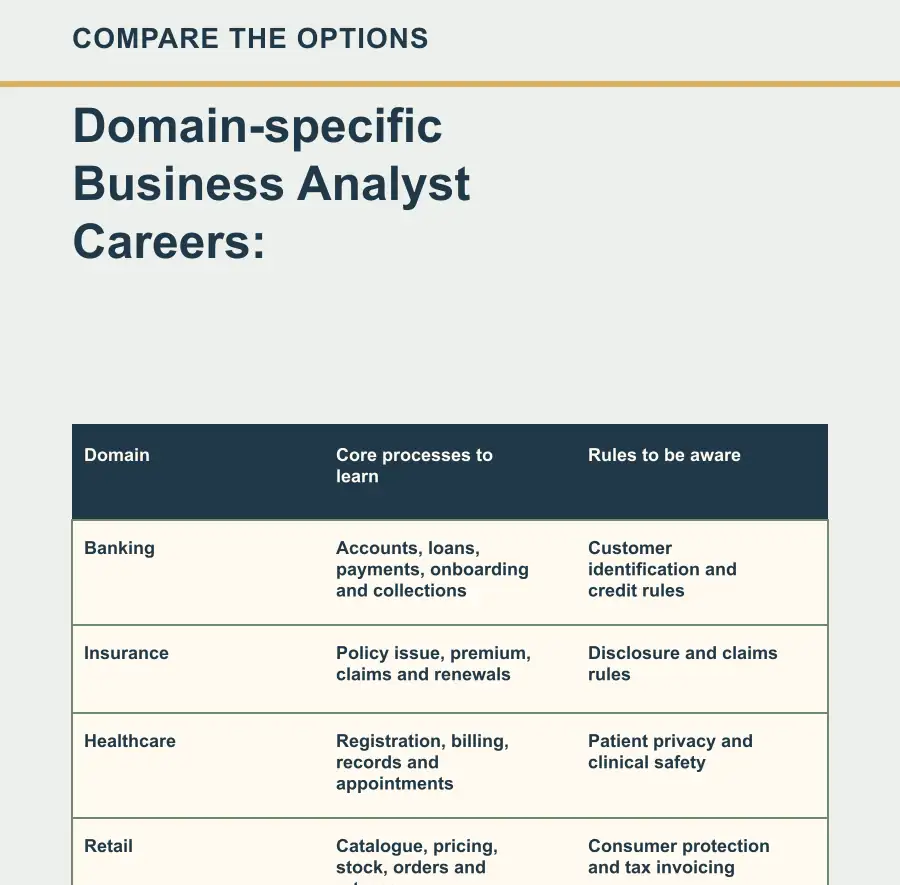 COMPARE THE OPTIONS
Domain-specific
Business Analyst
Careers:
Domain
Core processes to
learn
Rules to be aware
Banking
Accounts, loans,
payments, onboarding
and collections
Customer
identification and
credit rules
Insurance
Policy issue, premium,
claims and renewals
Disclosure and claims
rules
Healthcare
Registration, billing,
records and
appointments
Patient privacy and
clinical safety
Retail
Catalogue, pricing,
stock, orders and
Consumer protection
and tax invoicing